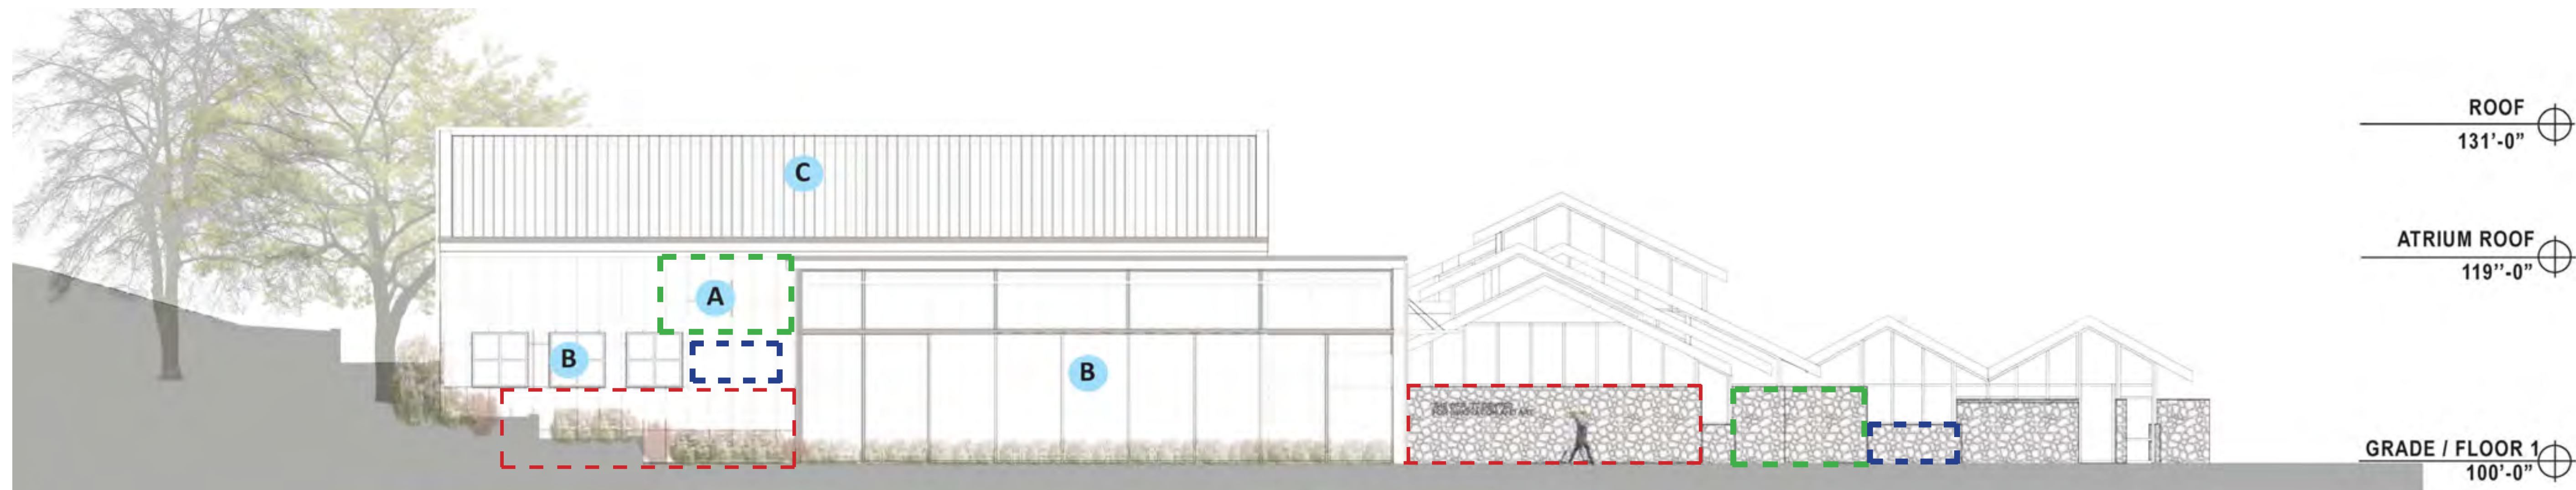 C
A
B
B
ROOF
131'-0"
ATRIUM ROOF
119''-0"
GRADE / FLOOR 1
100'-0"